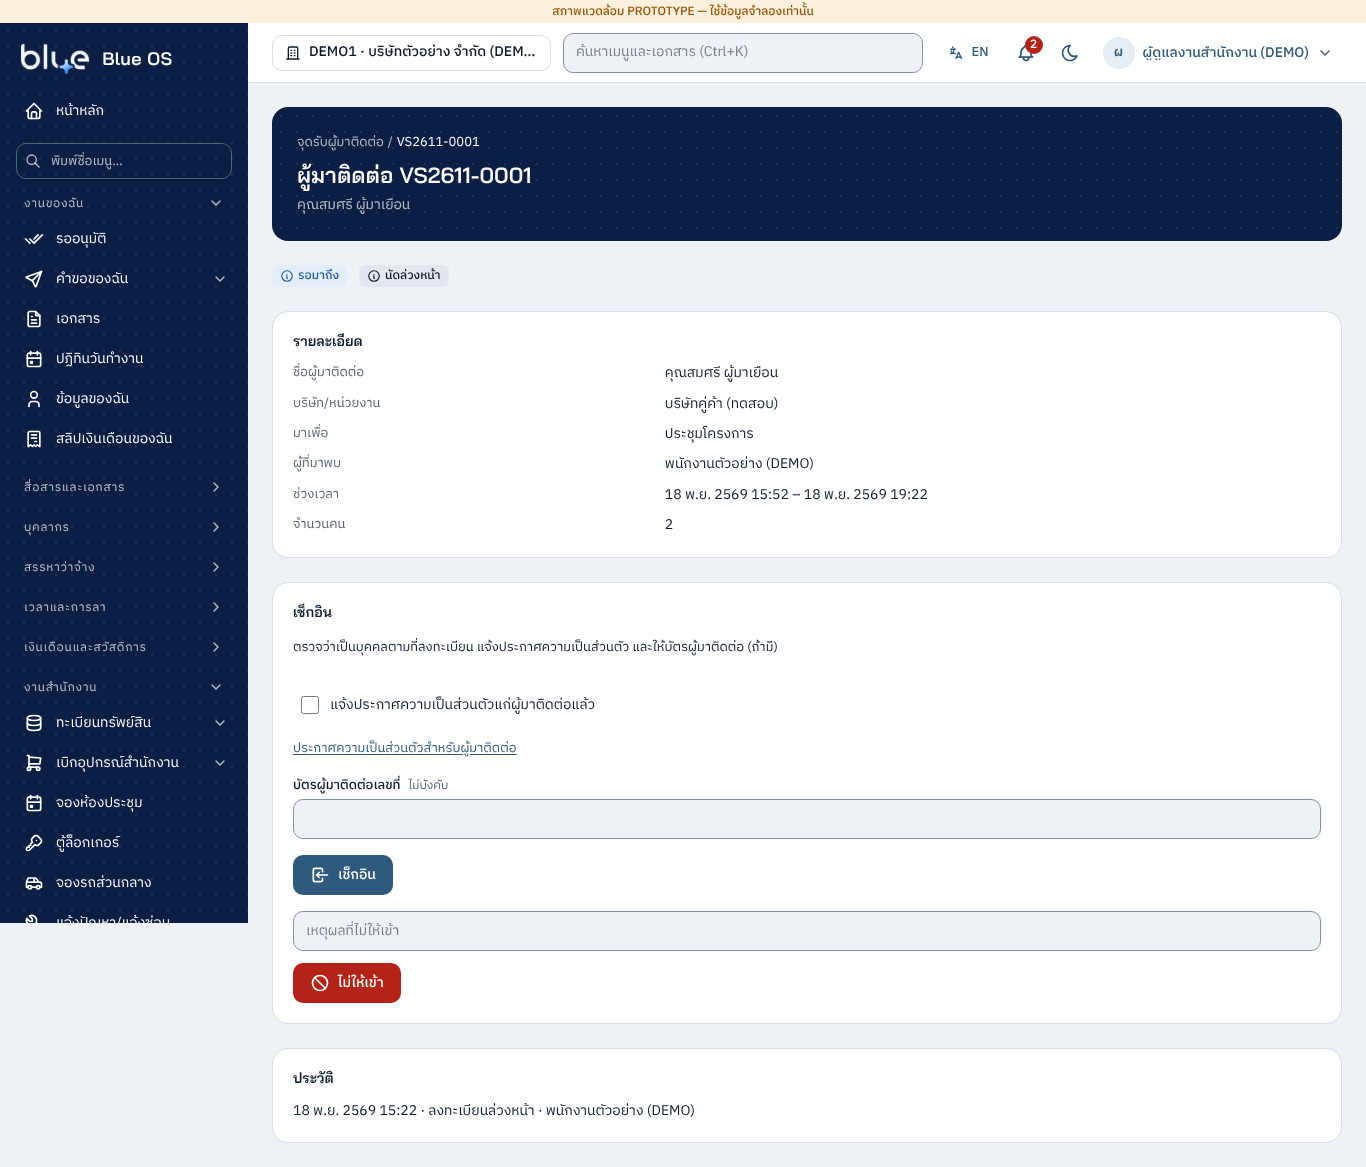 สภาพแวดล้อม PROTOTYPE — ใช้ข้อมูลจำลองเท่านั้น
blue Blue OS
DEMO1 · บริษัทตัวอย่าง จำกัด (DEM...
ค้นหาเมนูและเอกสาร (Ctrl+K)
EN
2
ผ
ผู้ดูแลงานสำนักงาน (DEMO)
หน้าหลัก
พิมพ์ชื่อเมนู...
งานของฉัน
รออนุมัติ
คำขอของฉัน
เอกสาร
ปฏิทินวันทำงาน
ข้อมูลของฉัน
สลิปเงินเดือนของฉัน
สื่อสารและเอกสาร
บุคลากร
สรรหาว่าจ้าง
เวลาและการลา
เงินเดือนและสวัสดิการ
งานสำนักงาน
ทะเบียนทรัพย์สิน
เบิกอุปกรณ์สำนักงาน
จองห้องประชุม
ตู้ล็อกเกอร์
จองรถส่วนกลาง
แจ้งปัญหา/แจ้งซ่อม
จุดรับผู้มาติดต่อ / VS2611-0001
ผู้มาติดต่อ VS2611-0001
คุณสมศรี ผู้มาเยือน
รอมาถึง
นัดล่วงหน้า
รายละเอียด
ชื่อผู้มาติดต่อ คุณสมศรี ผู้มาเยือน
บริษัท/หน่วยงาน บริษัทคู่ค้า (ทดสอบ)
มาเพื่อ ประชุมโครงการ
ผู้ที่มาพบ พนักงานตัวอย่าง (DEMO)
ช่วงเวลา 18 พ.ย. 2569 15:52 – 18 พ.ย. 2569 19:22
จำนวนคน 2
เช็กอิน
ตรวจว่าเป็นบุคคลตามที่ลงทะเบียน แจ้งประกาศความเป็นส่วนตัว และให้บัตรผู้มาติดต่อ (ถ้ามี)
แจ้งประกาศความเป็นส่วนตัวแก่ผู้มาติดต่อแล้ว
ประกาศความเป็นส่วนตัวสำหรับผู้มาติดต่อ
บัตรผู้มาติดต่อเลขที่ ไม่บังคับ
เช็กอิน
เหตุผลที่ไม่ให้เข้า
ไม่ให้เข้า
ประวัติ
18 พ.ย. 2569 15:22 · ลงทะเบียนล่วงหน้า · พนักงานตัวอย่าง (DEMO)